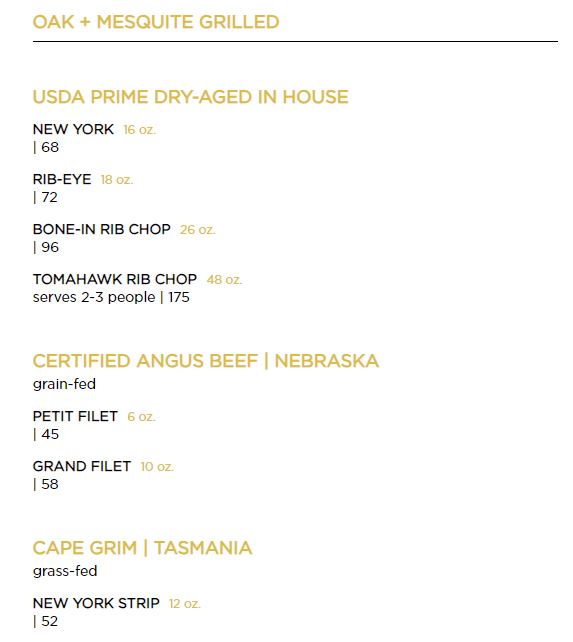 OAK + MESQUITE GRILLED
USDA PRIME DRY-AGED IN HOUSE
NEW YORK 16 oz.
| 68
RIB-EYE 18 oz.
| 72
BONE-IN RIB CHOP 26 oz.
| 96
TOMAHAWK RIB CHOP 48 oz.
serves 2-3 people | 175
CERTIFIED ANGUS BEEF | NEBRASKA
grain-fed
PETIT FILET 6 oz.
| 45
GRAND FILET 10 oz.
| 58
CAPE GRIM | TASMANIA
grass-fed
NEW YORK STRIP 12 oz.
| 52